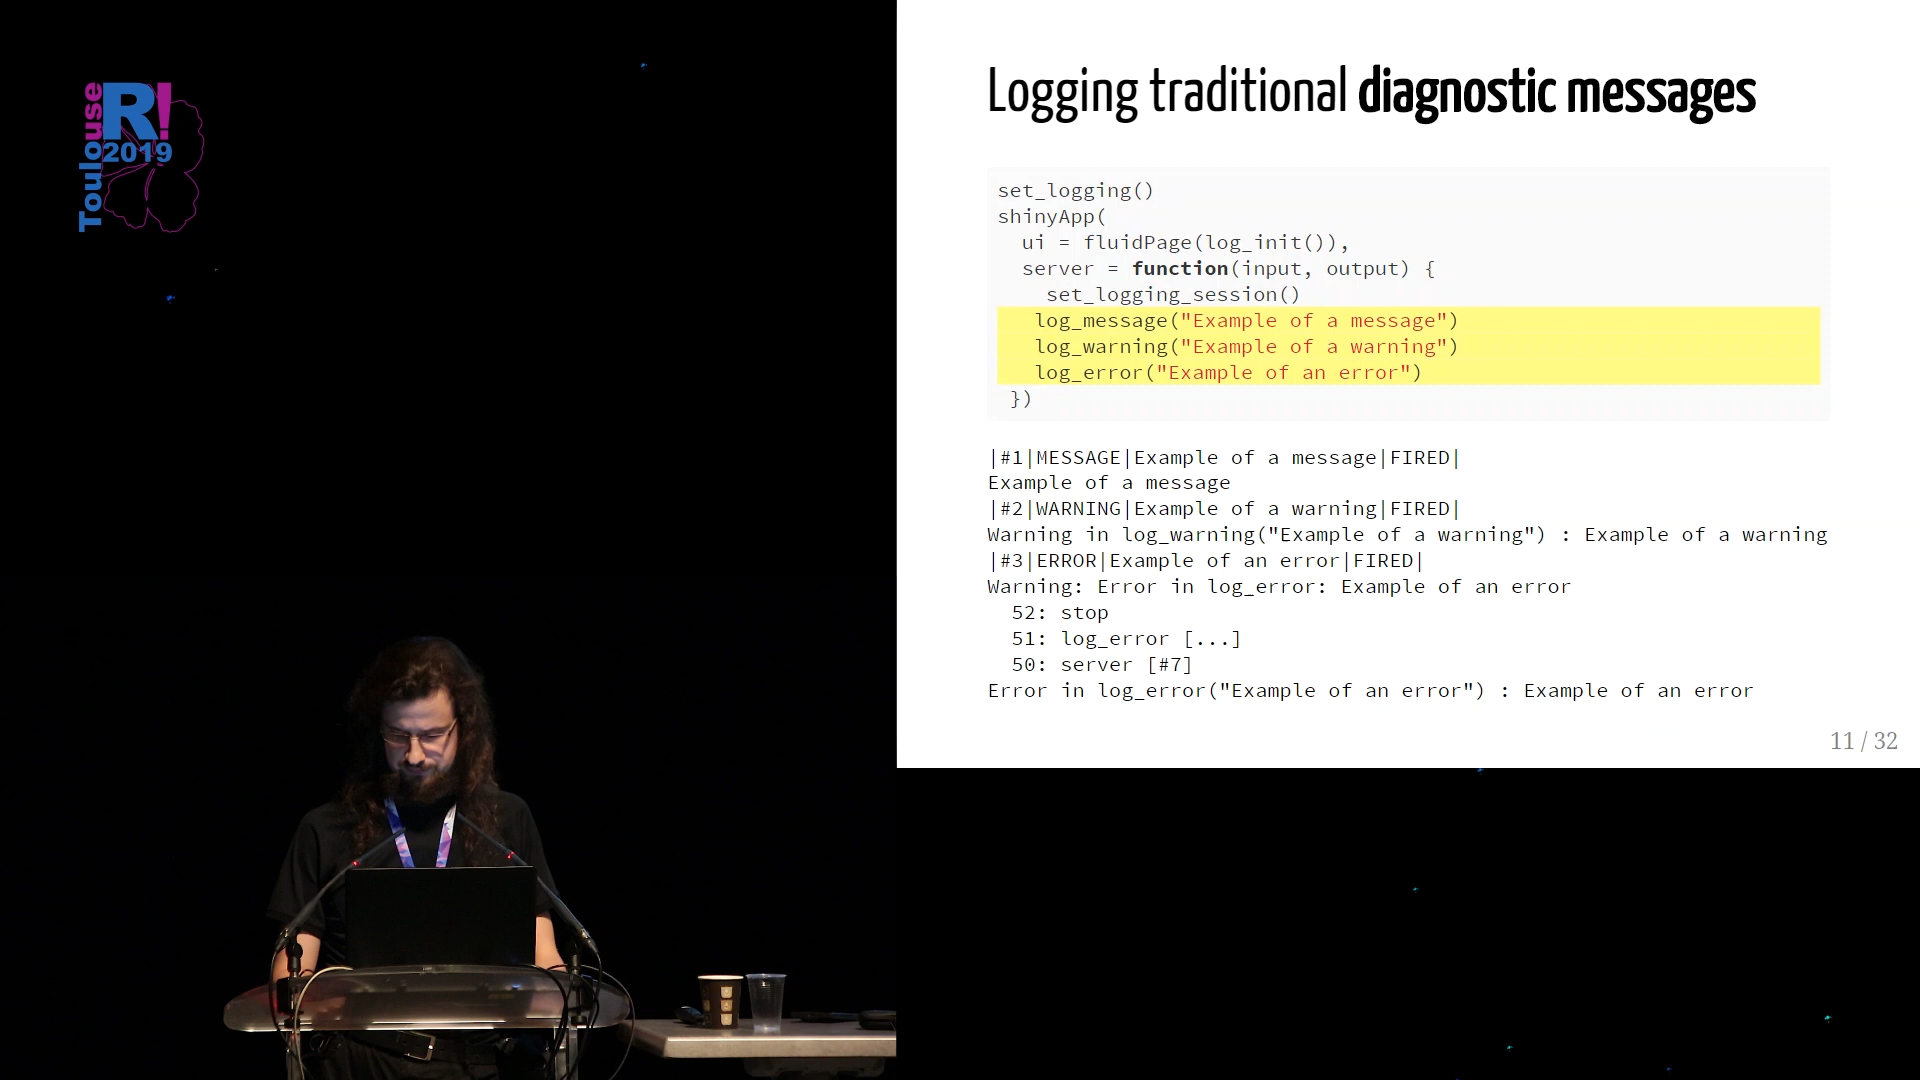 Toulouse
R!
2019
Logging traditional diagnostic messages
set_logging()
shinyApp(
  ui = fluidPage(log_init()),
  server = function(input, output) {
    set_logging_session()
   log_message("Example of a message")
   log_warning("Example of a warning")
   log_error("Example of an error")
 })
|#1|MESSAGE|Example of a message|FIRED|
Example of a message
|#2|WARNING|Example of a warning|FIRED|
Warning in log_warning("Example of a warning") : Example of a warning
|#3|ERROR|Example of an error|FIRED|
Warning: Error in log_error: Example of an error
  52: stop
  51: log_error [...]
  50: server [#7]
Error in log_error("Example of an error") : Example of an error
11 / 32